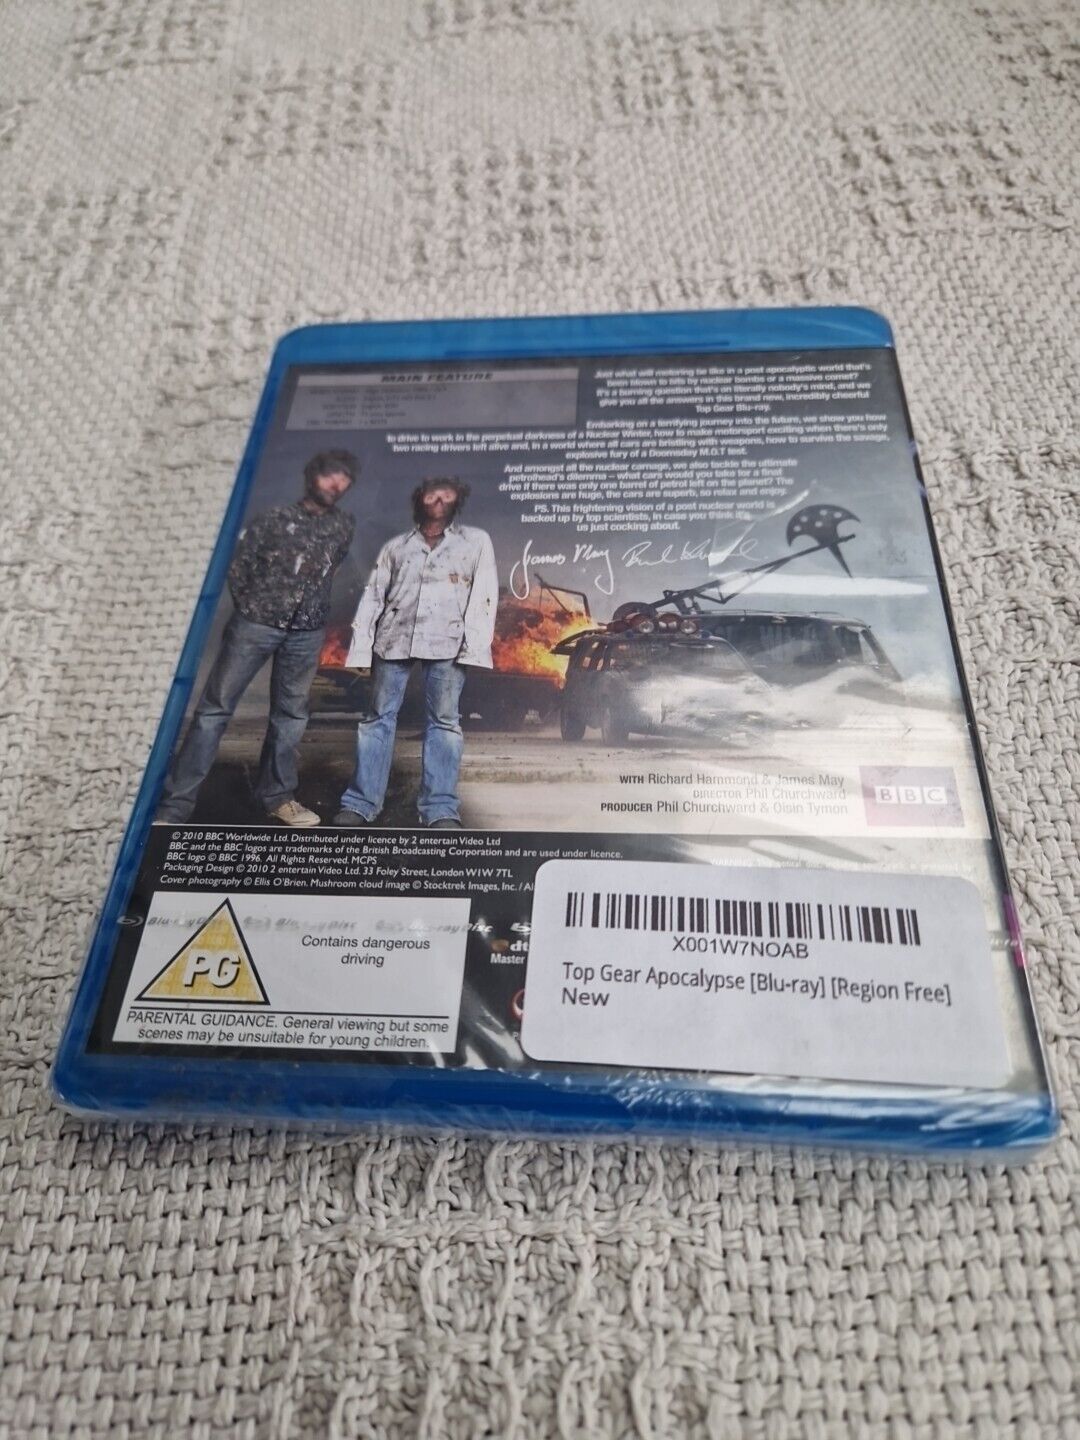 MAIN FEATURE
Just what will motoring be like in a post apocalyptic world that's
been blown to bits by nuclear bombs or a massive comet?
It's a burning question that's on literally nobody's mind, and we
give you all the answers in this brand new, incredibly cheerful
Top Gear Blu-ray.
Embarking on a terrifying journey into the future, we show you how
to drive to work in the perpetual darkness of a Nuclear Winter, how to make motorsport exciting when there's only
two racing drivers left alive and, in a world where all cars are bristling with weapons, how to survive the savage,
explosive fury of a Doomsday M.O.T test.
And amongst all the nuclear carnage, we also tackle the ultimate
petrolhead's dilemma – what cars would you take for a final
drive if there was only one barrel of petrol left on the planet? The
explosions are huge, the cars are superb, so relax and enjoy.
PS. This frightening vision of a post nuclear world is
backed up by top scientists, in case you think it's
us just cocking about.
James May
WITH Richard Hammond & James May
DIRECTOR Phil Churchward
PRODUCER Phil Churchward & Oisin Tymon
BBC
© 2010 BBC Worldwide Ltd. Distributed under licence by 2 entertain Video Ltd
BBC and the BBC logos are trademarks of the British Broadcasting Corporation and are used under licence.
BBC logo © BBC 1996. All Rights Reserved. MCPS
Packaging Design © 2010 2 entertain Video Ltd. 33 Foley Street, London W1W 7TL
Cover photography © Ellis O'Brien. Mushroom cloud image © Stocktrek Images, Inc. / Al
Blu-ray Disc Blu-ray Disc Blu-ray Disc
PG
Contains dangerous
driving
PARENTAL GUIDANCE. General viewing but some
scenes may be unsuitable for young children.
dts
Master
X001W7NOAB
Top Gear Apocalypse [Blu-ray] [Region Free]
New